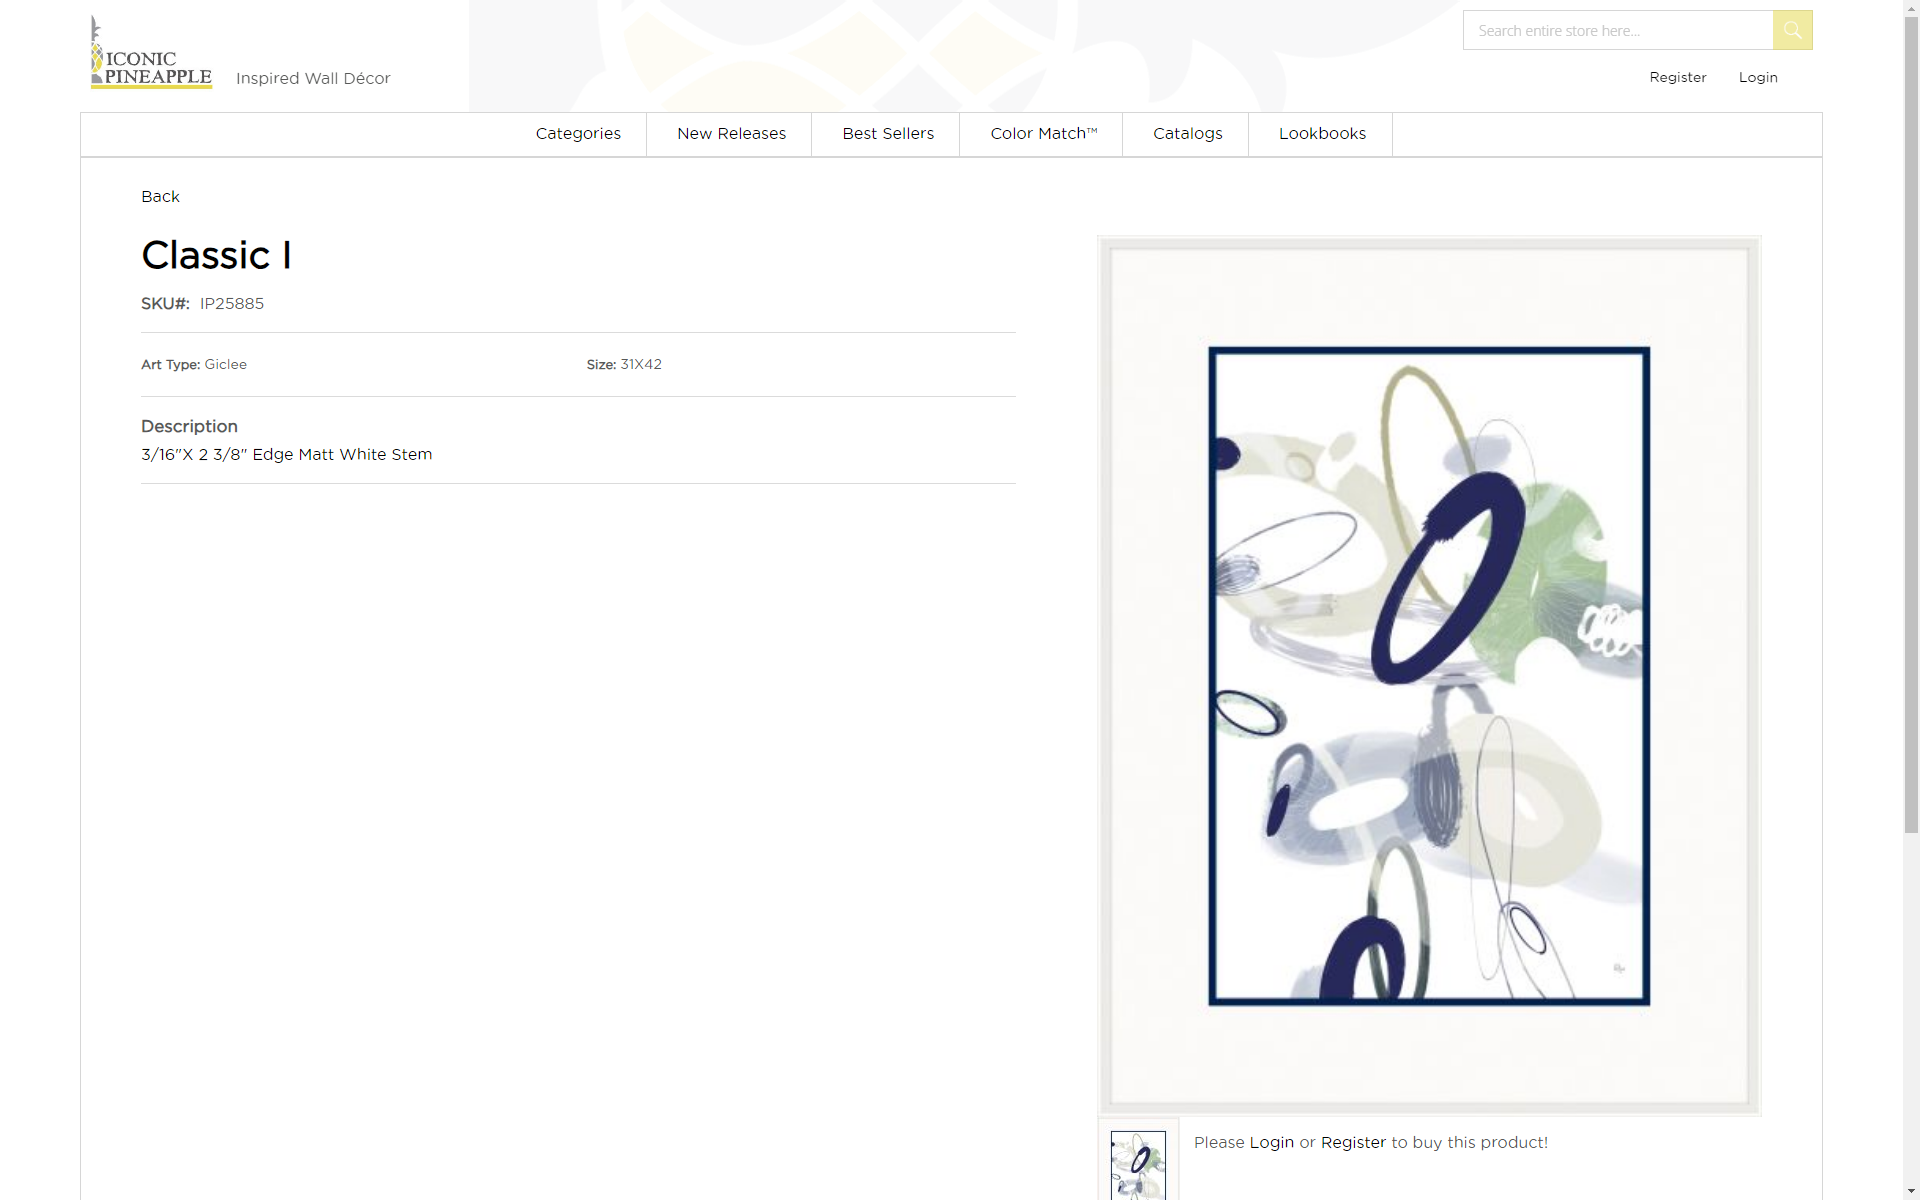 ICONIC
PINEAPPLE
Inspired Wall Décor
Search entire store here...
Register
Login
Categories
New Releases
Best Sellers
Color Match™
Catalogs
Lookbooks
Back
Classic I
SKU#: IP25885
Art Type: Giclee
Size: 31X42
Description
3/16"X 2 3/8" Edge Matt White Stem
Please Login or Register to buy this product!